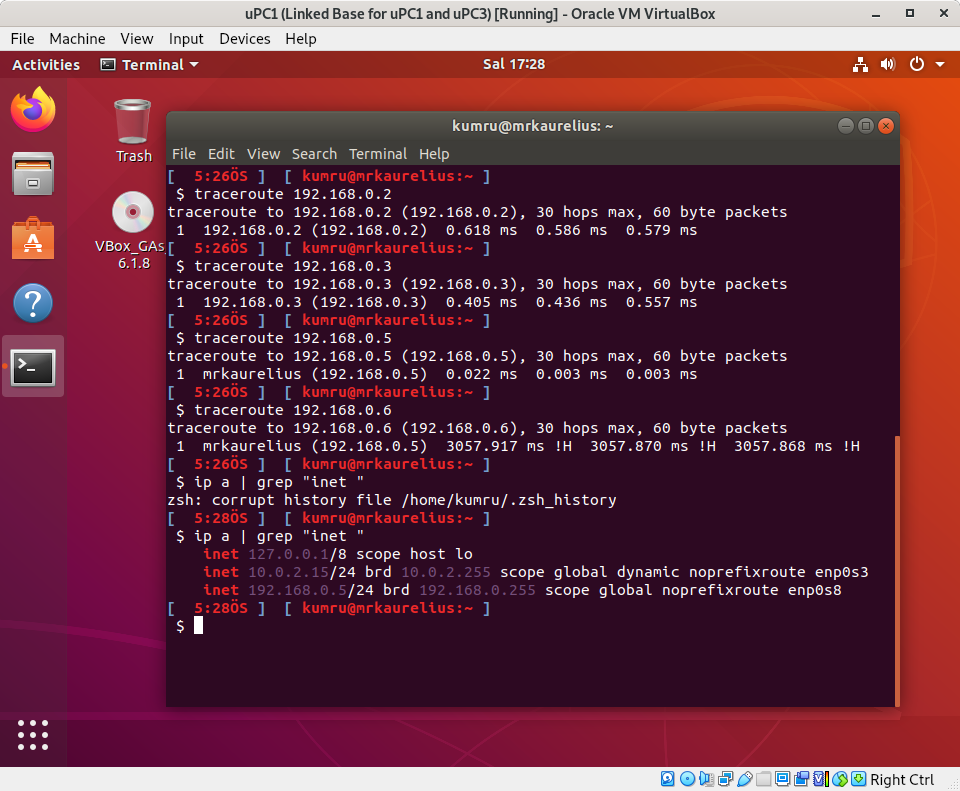 uPC1 (Linked Base for uPC1 and uPC3) [Running] - Oracle VM VirtualBox
File Machine View Input Devices Help
Activities Terminal Sal 17:28
Trash
VBox_GAs_
6.1.8
kumru@mrkaurelius: ~
File Edit View Search Terminal Help
[  5:26ÖS ]  [ kumru@mrkaurelius:~ ]
$ traceroute 192.168.0.2
traceroute to 192.168.0.2 (192.168.0.2), 30 hops max, 60 byte packets
1  192.168.0.2 (192.168.0.2)  0.618 ms  0.586 ms  0.579 ms
[  5:26ÖS ]  [ kumru@mrkaurelius:~ ]
$ traceroute 192.168.0.3
traceroute to 192.168.0.3 (192.168.0.3), 30 hops max, 60 byte packets
1  192.168.0.3 (192.168.0.3)  0.405 ms  0.436 ms  0.557 ms
[  5:26ÖS ]  [ kumru@mrkaurelius:~ ]
$ traceroute 192.168.0.5
traceroute to 192.168.0.5 (192.168.0.5), 30 hops max, 60 byte packets
1  mrkaurelius (192.168.0.5)  0.022 ms  0.003 ms  0.003 ms
[  5:26ÖS ]  [ kumru@mrkaurelius:~ ]
$ traceroute 192.168.0.6
traceroute to 192.168.0.6 (192.168.0.6), 30 hops max, 60 byte packets
1  mrkaurelius (192.168.0.5)  3057.917 ms !H  3057.870 ms !H  3057.868 ms !H
[  5:26ÖS ]  [ kumru@mrkaurelius:~ ]
$ ip a | grep "inet "
zsh: corrupt history file /home/kumru/.zsh_history
[  5:28ÖS ]  [ kumru@mrkaurelius:~ ]
$ ip a | grep "inet "
inet 127.0.0.1/8 scope host lo
inet 10.0.2.15/24 brd 10.0.2.255 scope global dynamic noprefixroute enp0s3
inet 192.168.0.5/24 brd 192.168.0.255 scope global noprefixroute enp0s8
[  5:28ÖS ]  [ kumru@mrkaurelius:~ ]
$
Right Ctrl